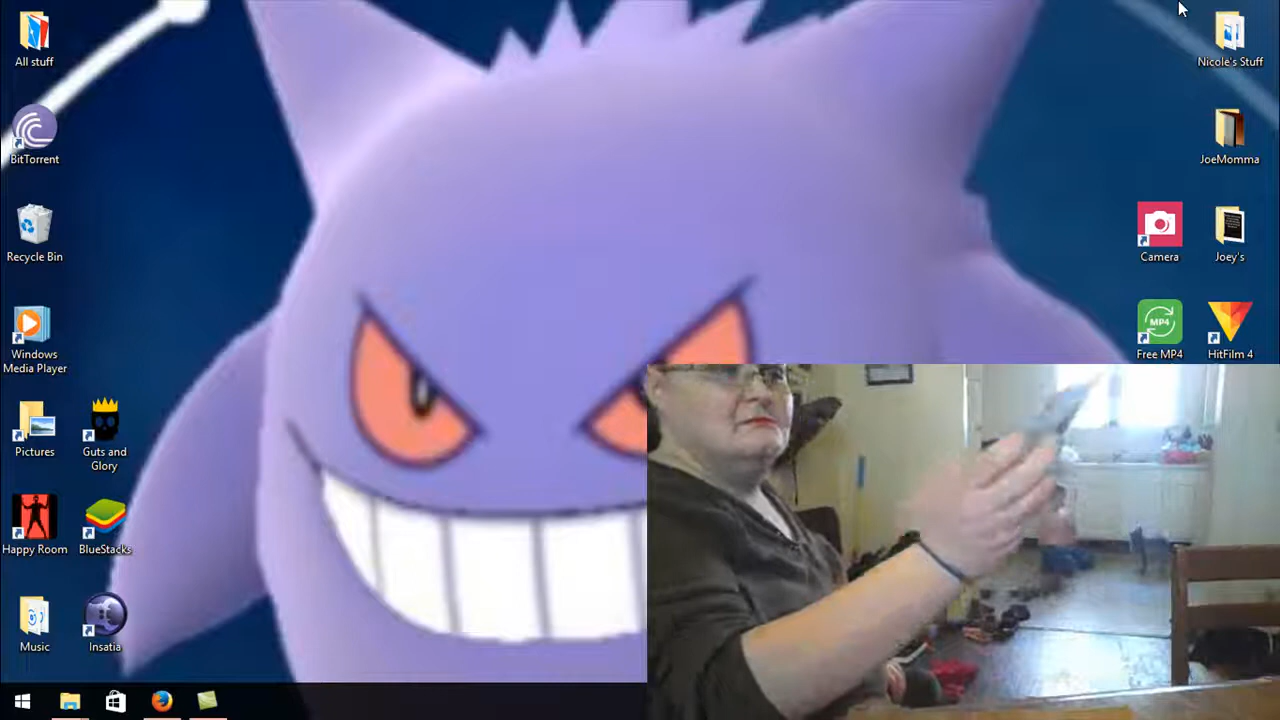 All stuff
Nicole's Stuff
BitTorrent
JoeMomma
Recycle Bin
Camera
Joey's
Windows
Media Player
MP4
Free MP4
HitFilm 4
Pictures
Guts and
Glory
Happy Room
BlueStacks
Music
Insatia